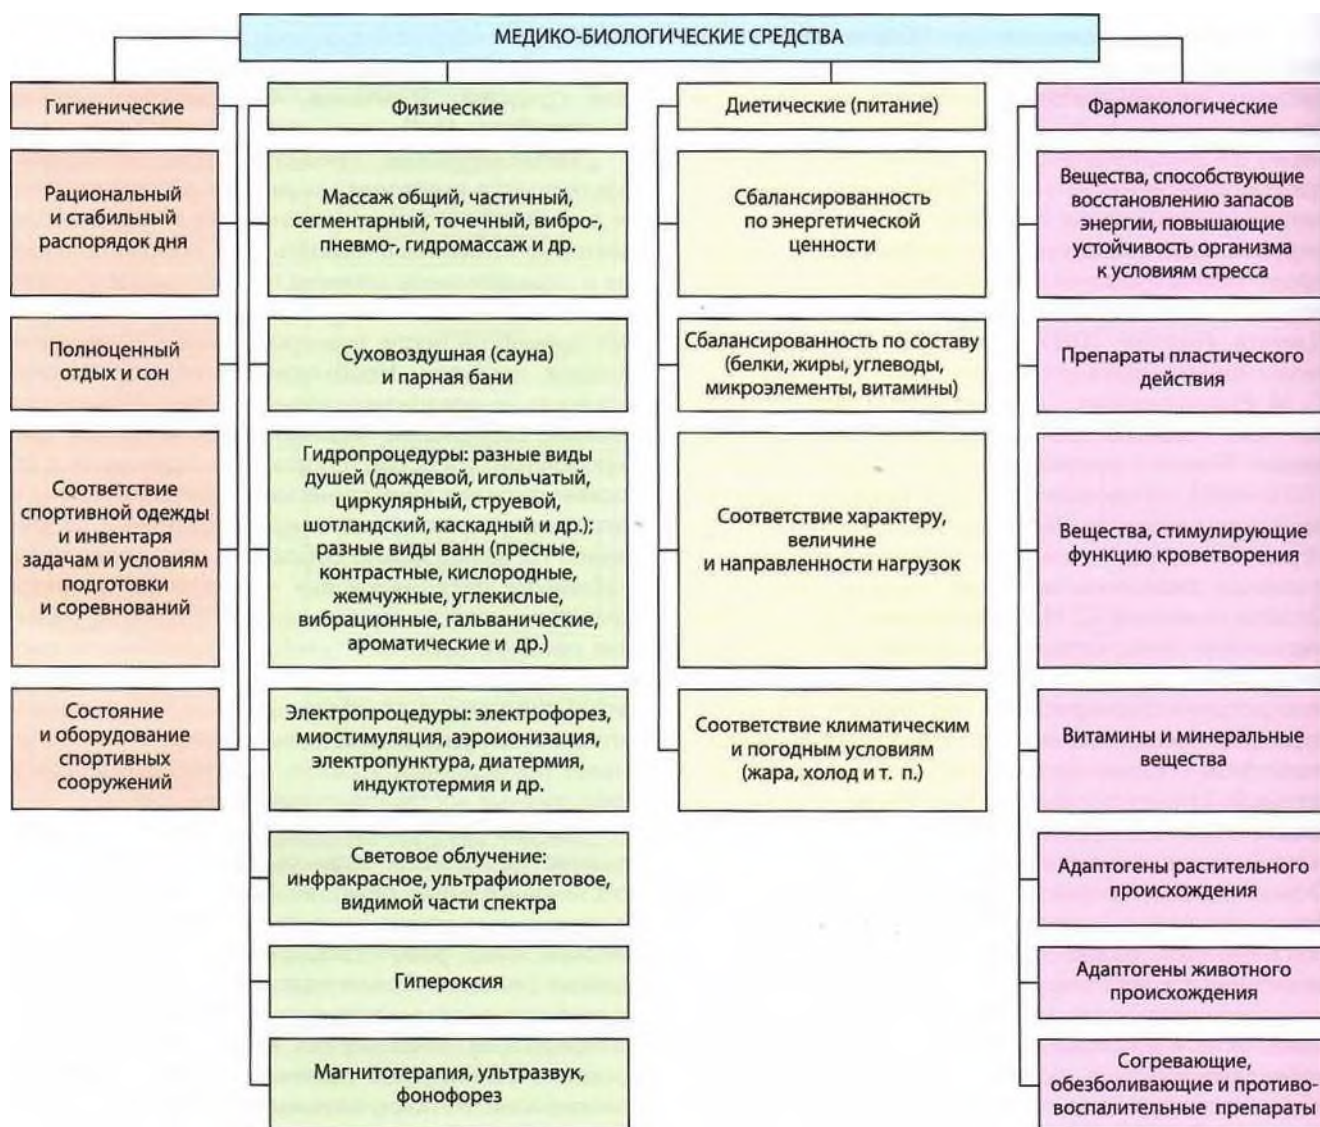 МЕДИКО-БИОЛОГИЧЕСКИЕ СРЕДСТВА
Гигиенические
Рациональный
и стабильный
распорядок дня
Полноценный
отдых и сон
Соответствие
спортивной одежды
и инвентаря
задачам и условиям
подготовки
и соревнований
Состояние
и оборудование
спортивных
сооружений
Физические
Массаж общий, частичный,
сегментарный, точечный, вибро-,
пневмо-, гидромассаж и др.
Суховоздушная (сауна)
и парная бани
Гидропроцедуры: разные виды
душей (дождевой, игольчатый,
циркулярный, струевой,
шотландский, каскадный и др.);
разные виды ванн (пресные,
контрастные, кислородные,
жемчужные, углекислые,
вибрационные, гальванические,
ароматические и др.)
Электропроцедуры: электрофорез,
миостимуляция, аэроионизация,
электропунктура, диатермия,
индуктотермия и др.
Световое облучение:
инфракрасное, ультрафиолетовое,
видимой части спектра
Гипероксия
Магнитотерапия, ультразвук,
фонофорез
Диетические (питание)
Сбалансированность
по энергетической
ценности
Сбалансированность по составу
(белки, жиры, углеводы,
микроэлементы, витамины)
Соответствие характеру,
величине
и направленности нагрузок
Соответствие климатическим
и погодным условиям
(жара, холод и т. п.)
Фармакологические
Вещества, способствующие
восстановлению запасов
энергии, повышающие
устойчивость организма
к условиям стресса
Препараты пластического
действия
Вещества, стимулирующие
функцию кроветворения
Витамины и минеральные
вещества
Адаптогены растительного
происхождения
Адаптогены животного
происхождения
Согревающие,
обезболивающие и противо-
воспалительные препараты